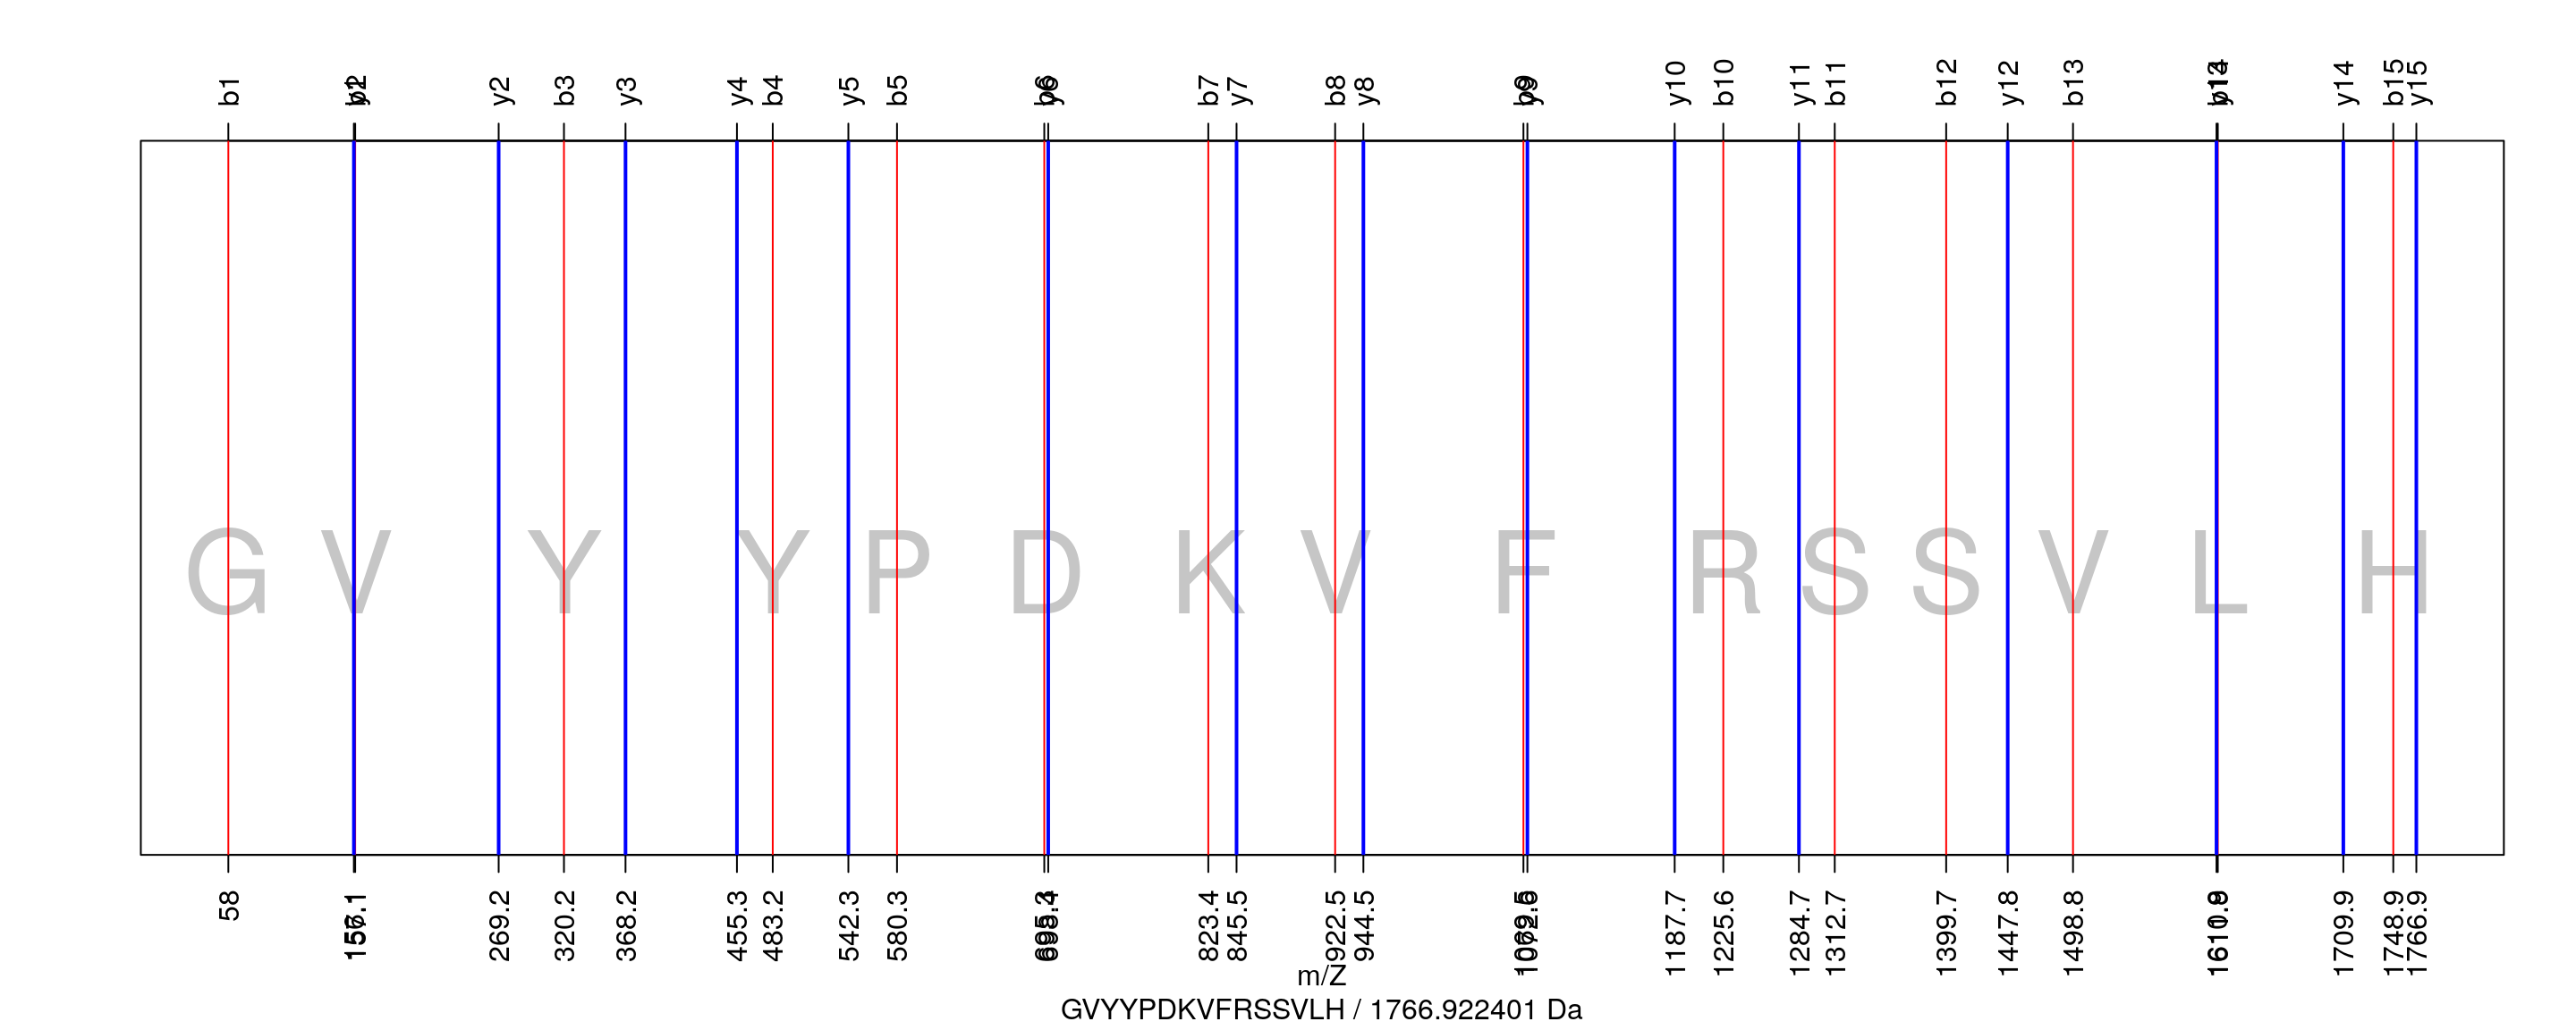 b1 y2 b3 y3 y4 b4 y5 b5 b7 y7 b8 y8 y10 b10 y11 b11 b12 y12 b13 y14 b15 y15
G V Y Y P D K V F R S S V L H
58 157.1 269.2 320.2 368.2 455.3 483.2 542.3 580.3 823.4 845.5 922.5 944.5 1187.7 1225.6 1284.7 1312.7 1399.7 1447.8 1498.8 1709.9 1748.9 1766.9
m/Z
GVYYPDKVFRSSVLH / 1766.922401 Da